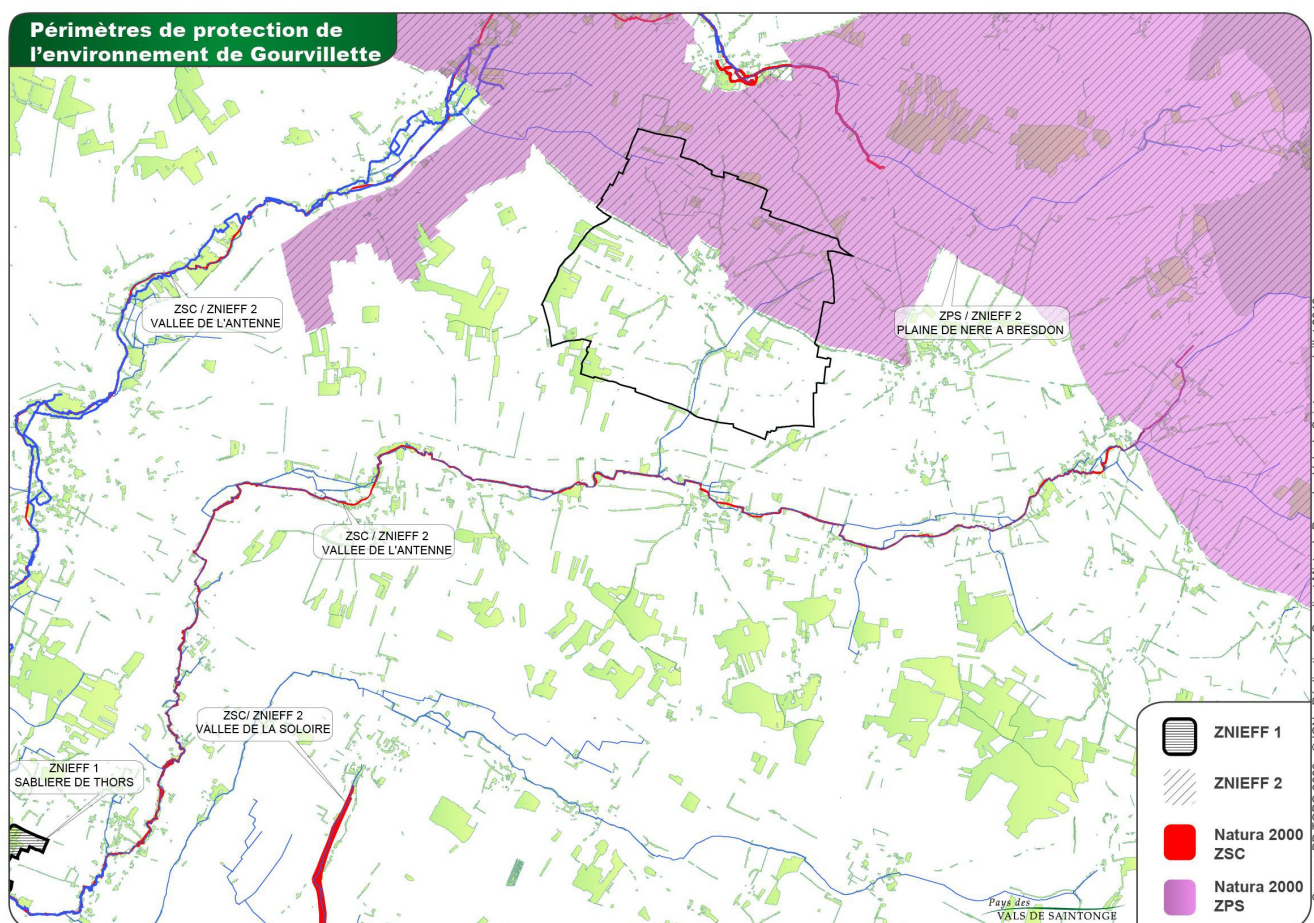 Périmètres de protection de
l'environnement de Gourvillette
ZSC / ZNIEFF 2
VALLEE DE L'ANTENNE
ZPS / ZNIEFF 2
PLAINE DE NERE A BRESDON
ZSC / ZNIEFF 2
VALLEE DE L'ANTENNE
ZSC/ ZNIEFF 2
VALLEE DE LA SOLOIRE
ZNIEFF 1
SABLIERE DE THORS
ZNIEFF 1
ZNIEFF 2
Natura 2000
ZSC
Natura 2000
ZPS
Pays des
VALS DE SAINTONGE